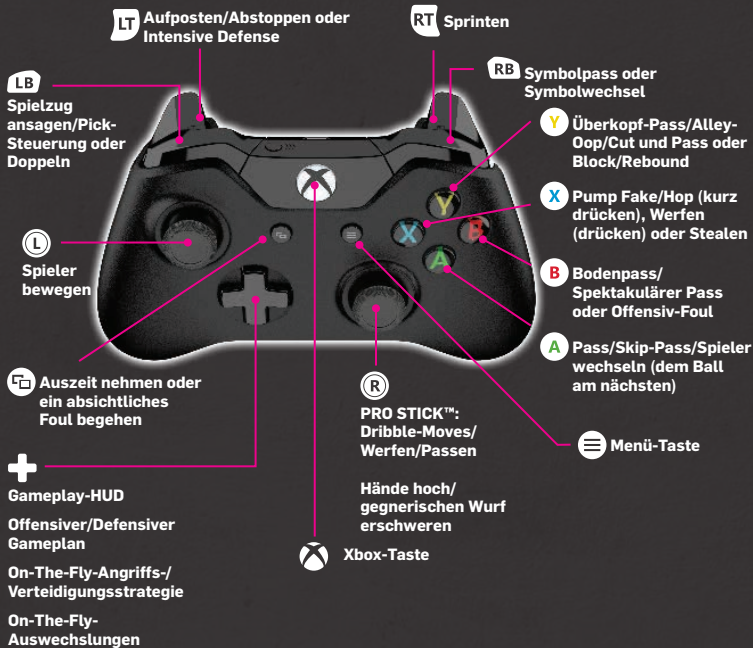 LT Aufposten/Abstoppen oder
Intensive Defense
RT Sprinten
LB
Spielzug
ansagen/Pick-
Steuerung oder
Doppeln
RB Symbolpass oder
Symbolwechsel
Y Überkopf-Pass/Alley-
Oop/Cut und Pass oder
Block/Rebound
X Pump Fake/Hop (kurz
drücken), Werfen
(drücken) oder Stealen
B Bodenpass/
Spektakulärer Pass
oder Offensiv-Foul
A Pass/Skip-Pass/Spieler
wechseln (dem Ball
am nächsten)
Y
X
B
A
L
Spieler
bewegen
Auszeit nehmen oder
ein absichtliches
Foul begehen
R
PRO STICK™:
Dribble-Moves/
Werfen/Passen
Hände hoch/
gegnerischen Wurf
erschweren
Menü-Taste
Gameplay-HUD
Offensiver/Defensiver
Gameplan
On-The-Fly-Angriffs-/
Verteidigungsstrategie
On-The-Fly-
Auswechslungen
Xbox-Taste